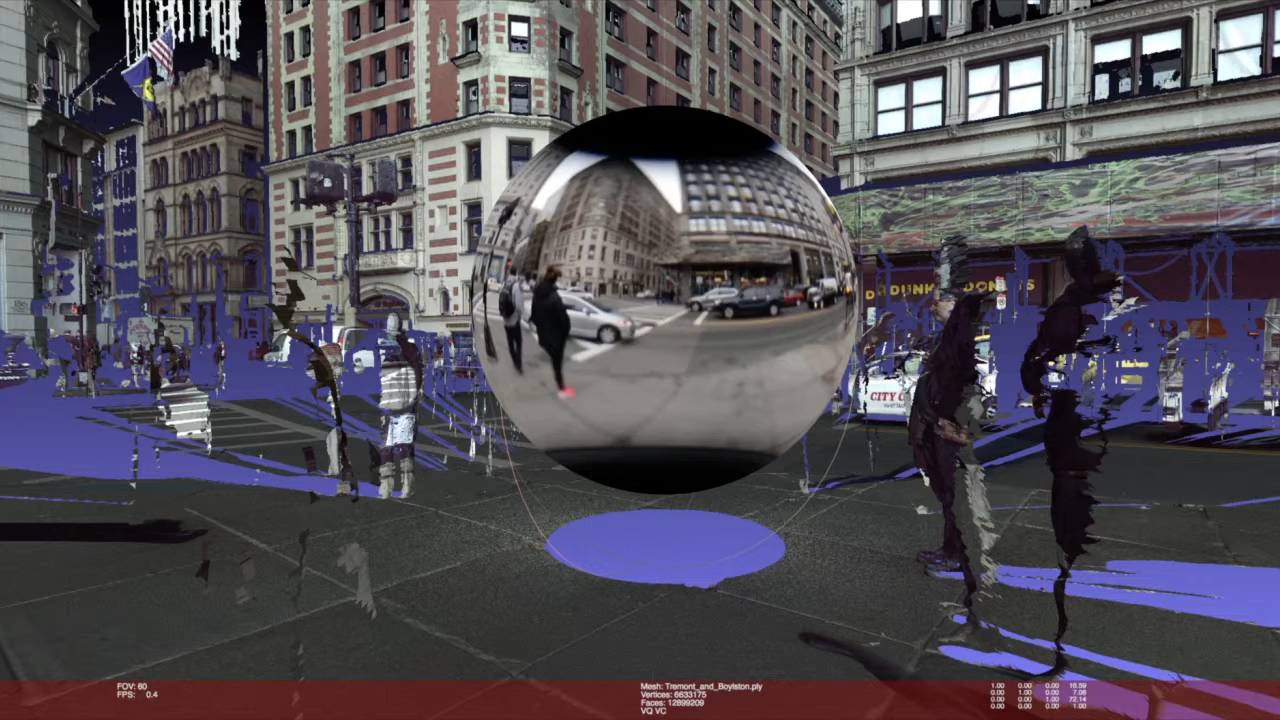 DUNK DON S
CITY
FOV: 60
FPS: 0.4
Mesh: Tremont_and_Boylston.ply
Vertices: 6633175
Faces: 12899209
VQ VC
1.00 0.00 0.00 16.59
0.00 1.00 0.00 7.08
0.00 0.00 1.00 72.14
0.00 0.00 0.00 1.00